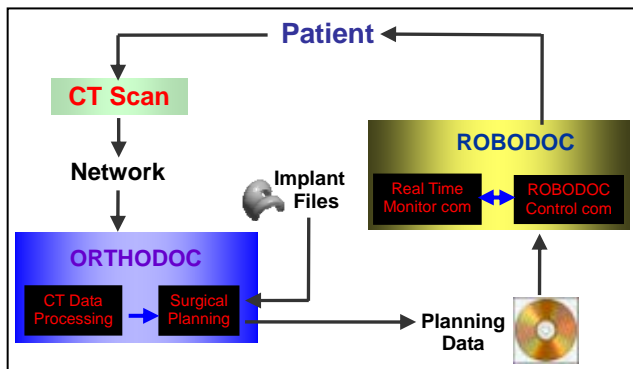 Patient
CT Scan
ROBODOC
Network
Implant
Files
Real Time
Monitor com
ROBODOC
Control com
ORTHODOC
CT Data
Processing
Surgical
Planning
Planning
Data